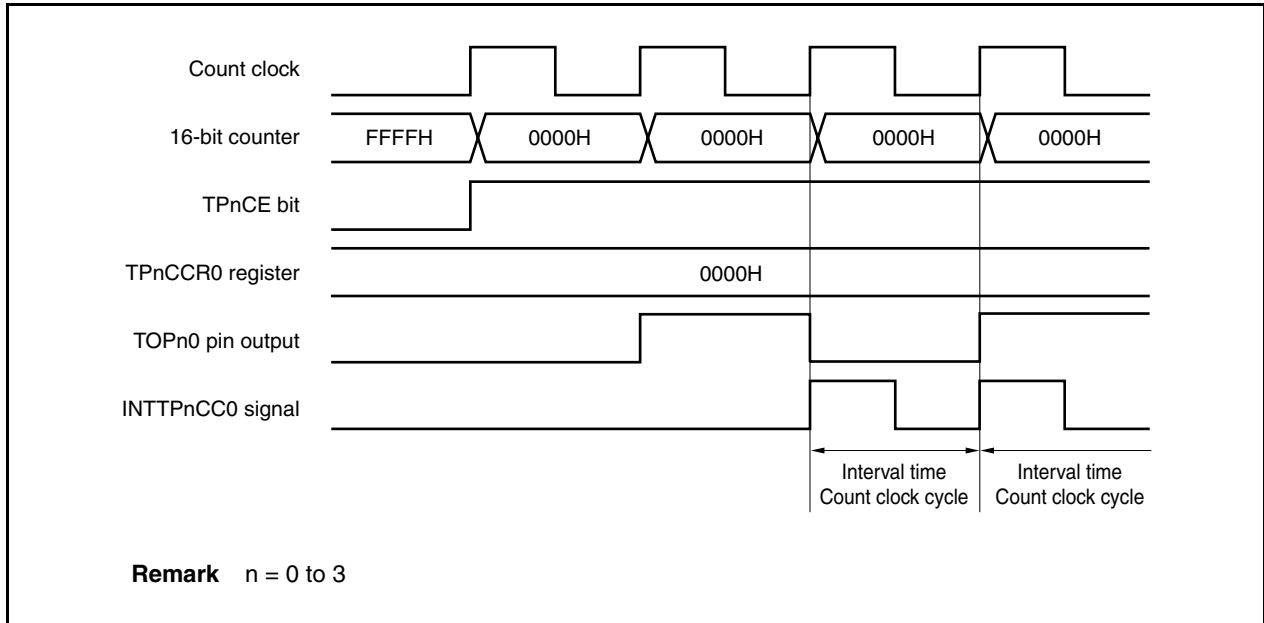 Count clock
16-bit counter
FFFFH 0000H 0000H 0000H 0000H
TPnCE bit
TPnCCR0 register
0000H
TOPn0 pin output
INTTPnCC0 signal
Interval time Interval time
Count clock cycle Count clock cycle
Remark n = 0 to 3